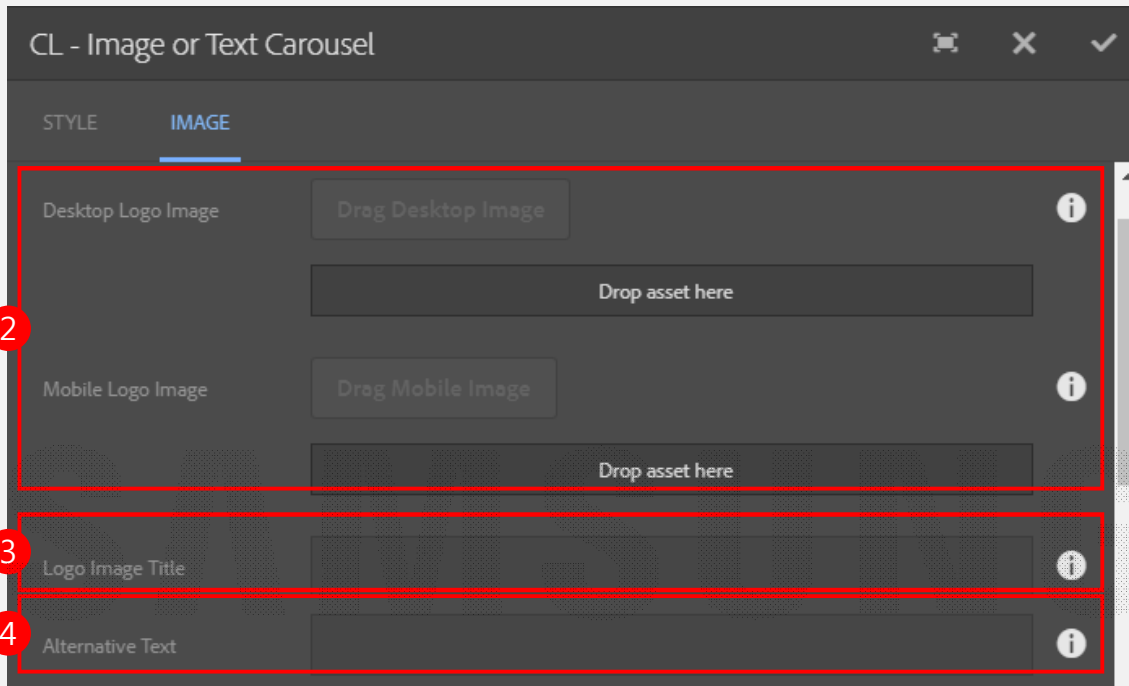 CL - Image or Text Carousel
STYLE IMAGE
Desktop Logo Image Drag Desktop Image
Drop asset here
2
Mobile Logo Image Drag Mobile Image
Drop asset here
SAMSUNG
3
Logo Image Title
4
Alternative Text